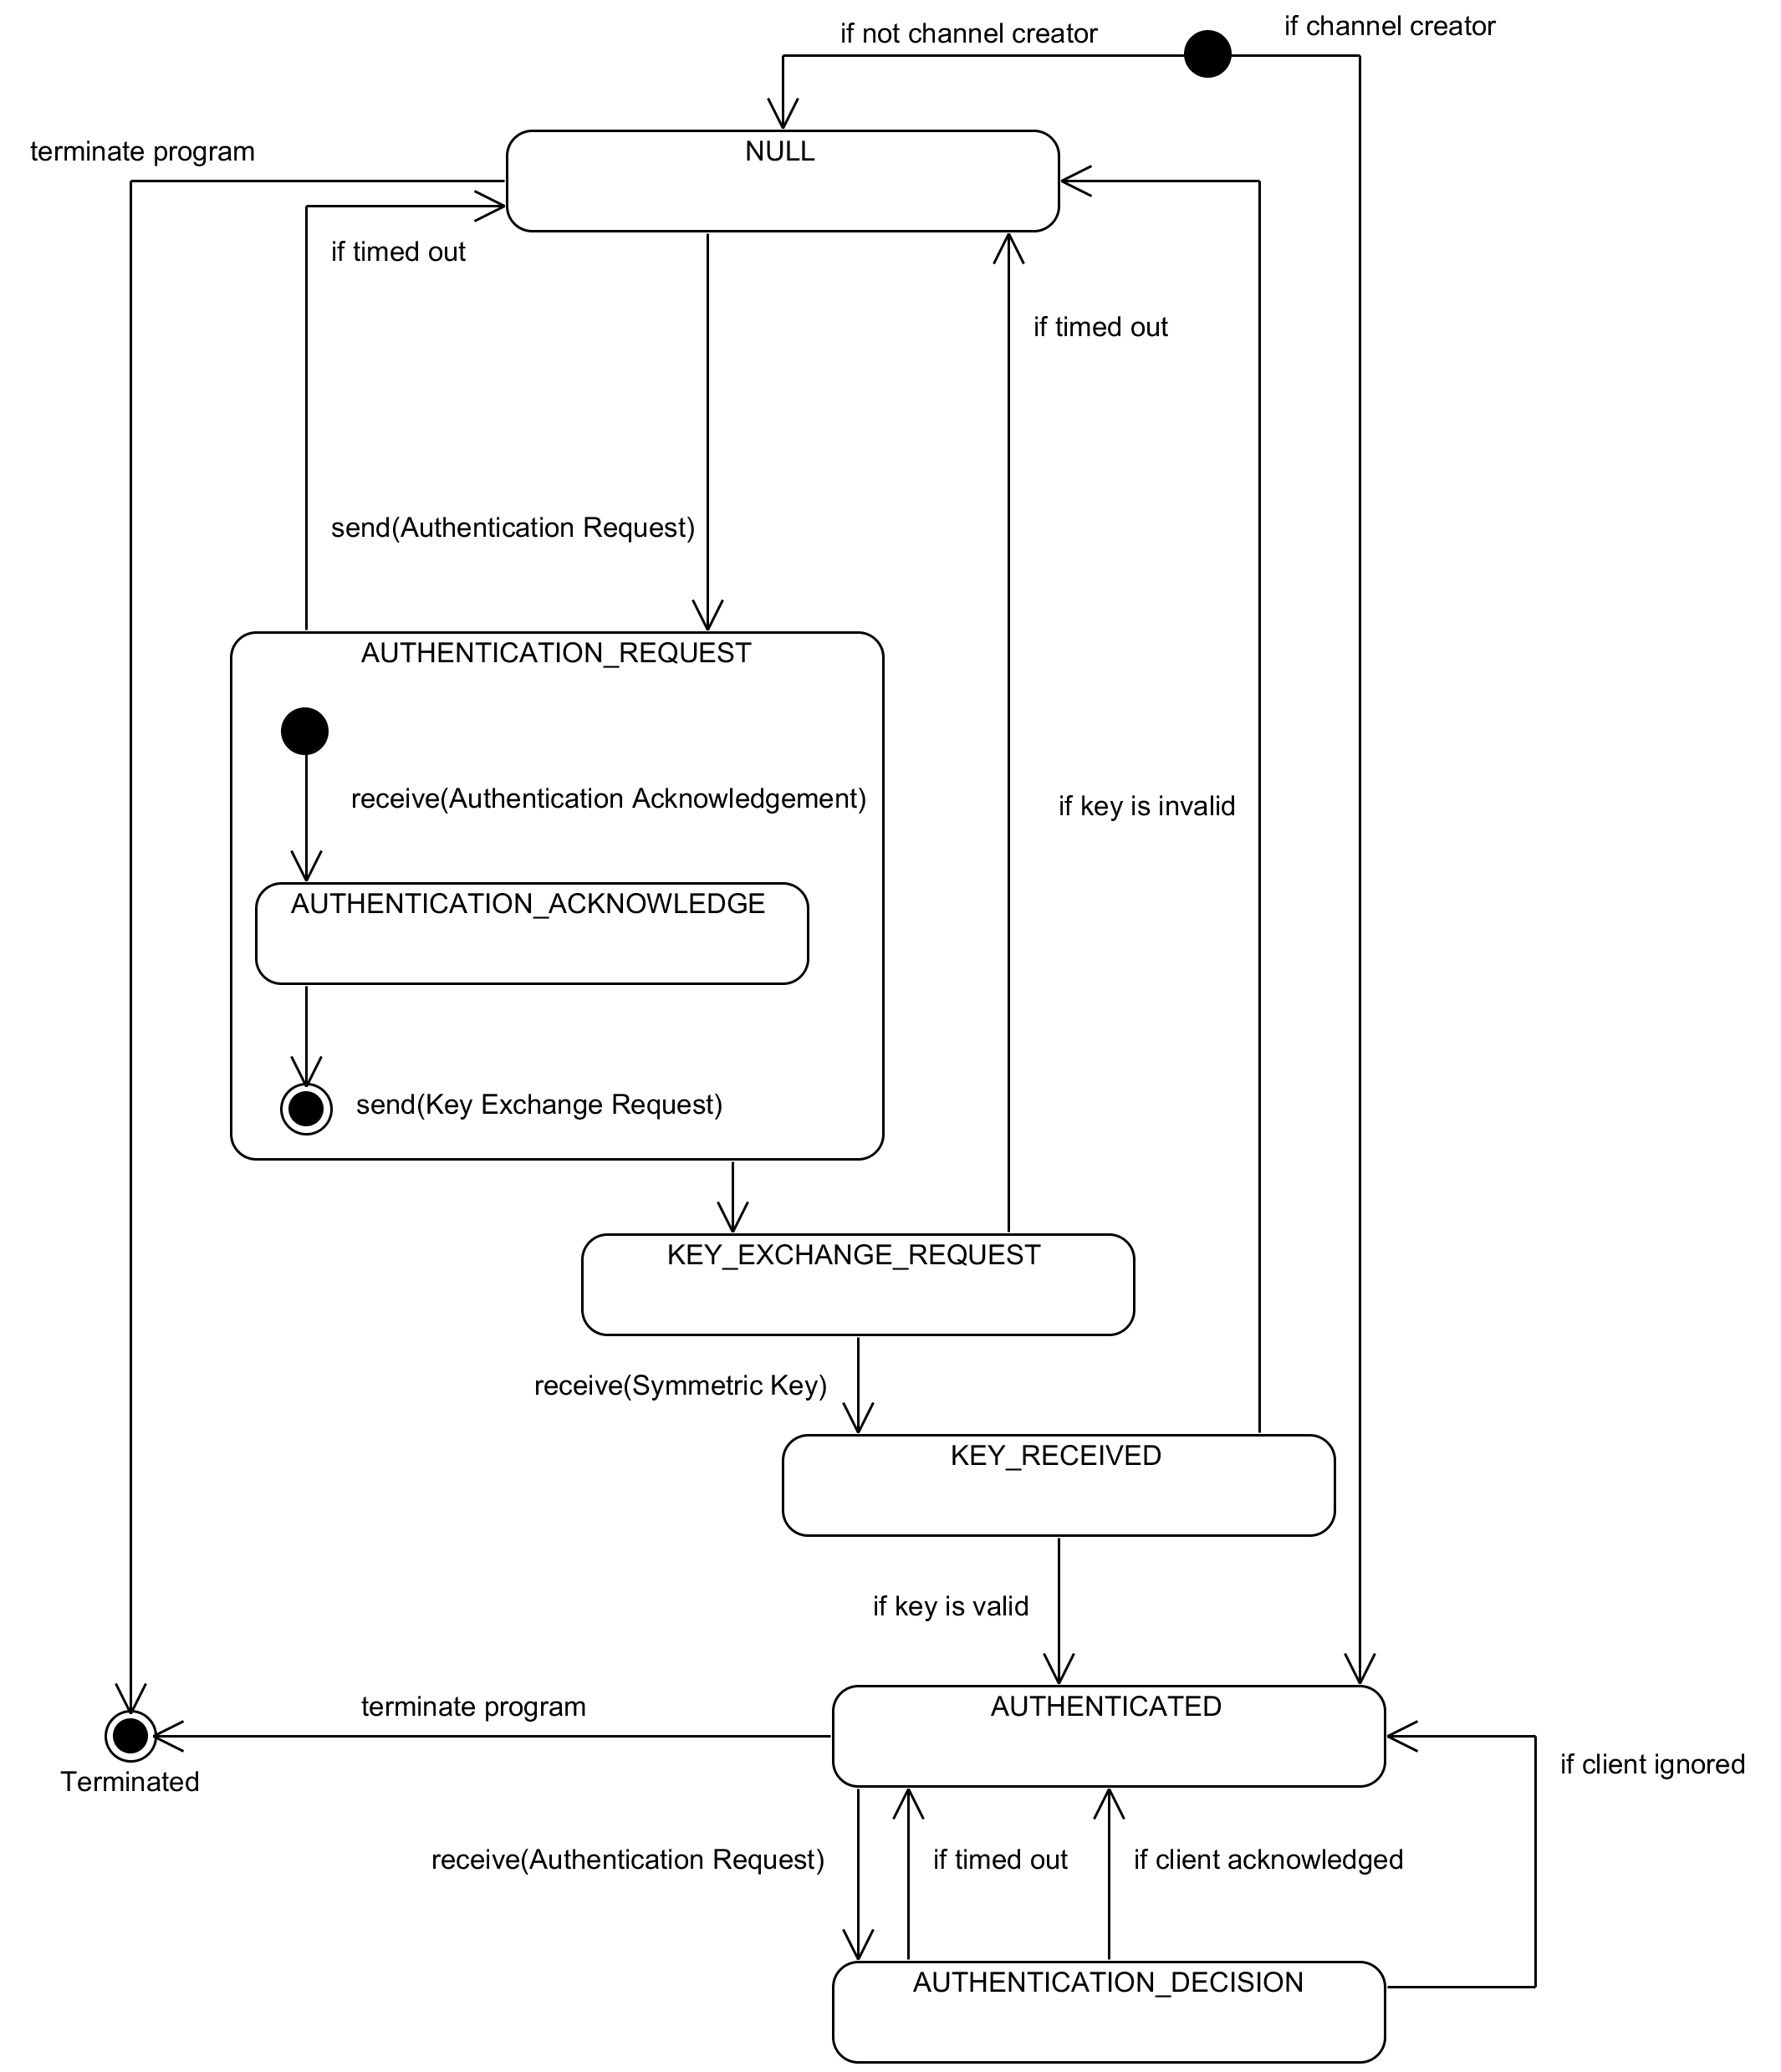 if channel creator
if not channel creator
terminate program
NULL
if timed out
if timed out
send(Authentication Request)
AUTHENTICATION_REQUEST
receive(Authentication Acknowledgement)
if key is invalid
AUTHENTICATION_ACKNOWLEDGE
send(Key Exchange Request)
KEY_EXCHANGE_REQUEST
receive(Symmetric Key)
KEY_RECEIVED
if key is valid
terminate program
AUTHENTICATED
if client ignored
Terminated
receive(Authentication Request)
if timed out
if client acknowledged
AUTHENTICATION_DECISION